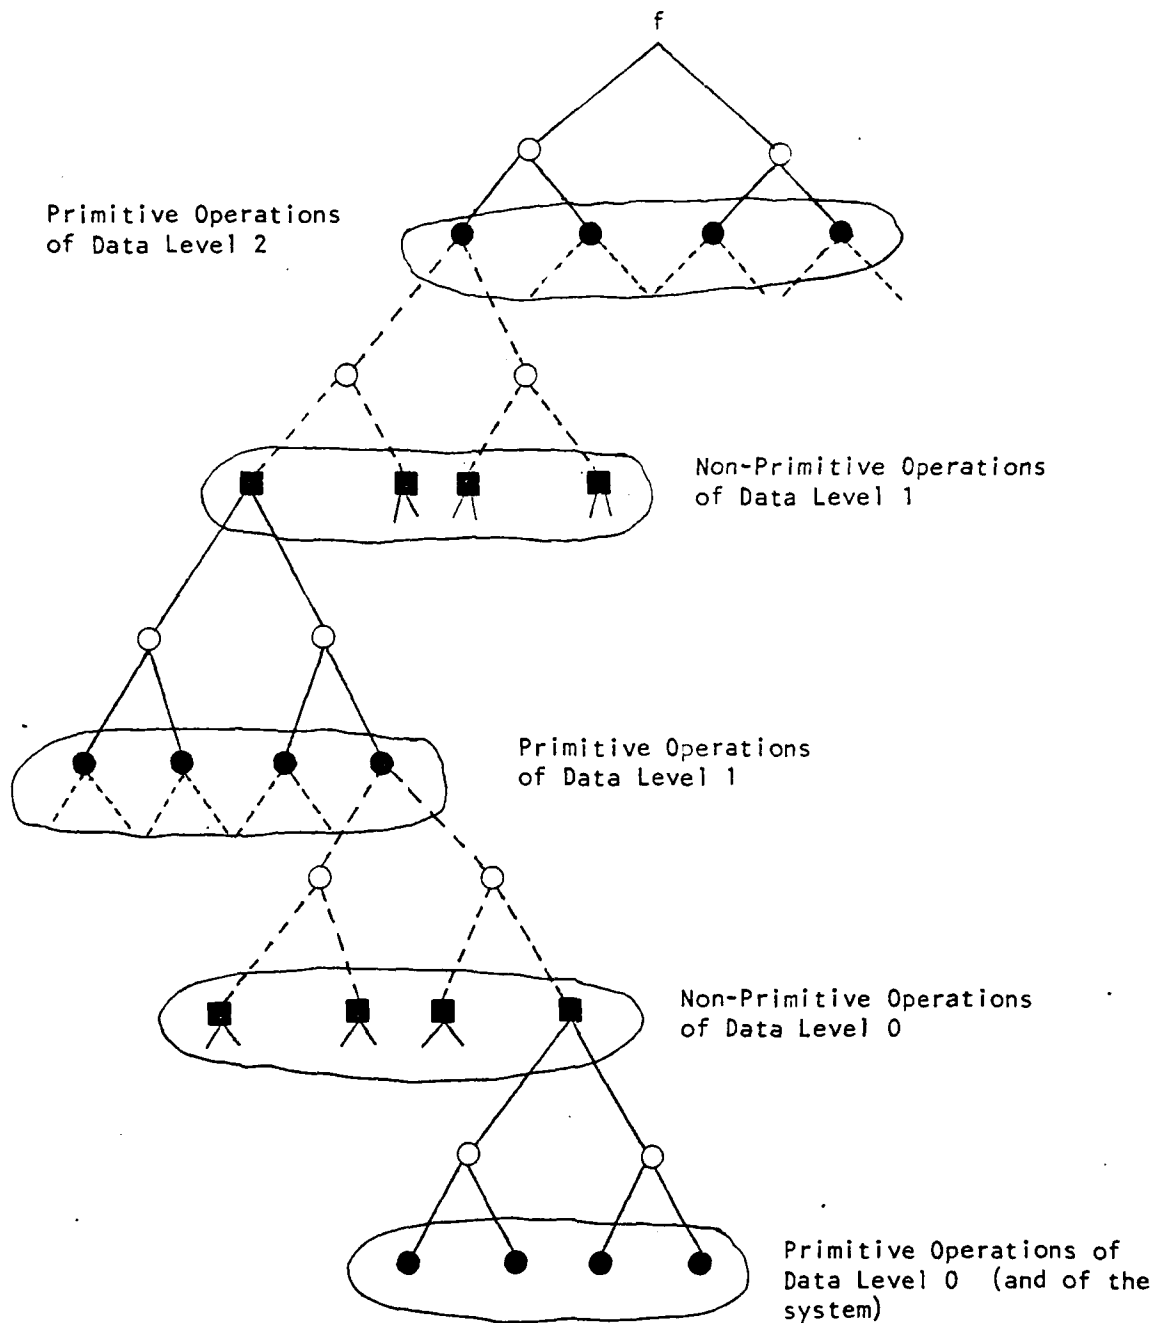 f
Primitive Operations
of Data Level 2
Non-Primitive Operations
of Data Level 1
Primitive Operations
of Data Level 1
Non-Primitive Operations
of Data Level 0
Primitive Operations of
Data Level 0 (and of the
system)